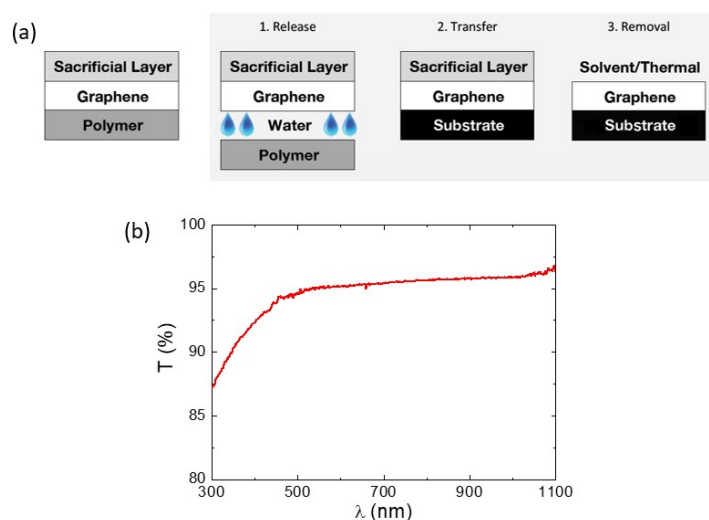 (a)
1. Release
2. Transfer
3. Removal
Sacrificial Layer
Graphene
Polymer
Sacrificial Layer
Graphene
Water
Polymer
Sacrificial Layer
Graphene
Substrate
Solvent/Thermal
Graphene
Substrate
(b)
100
95
90
85
80
T (%)
300
500
700
900
1100
λ (nm)